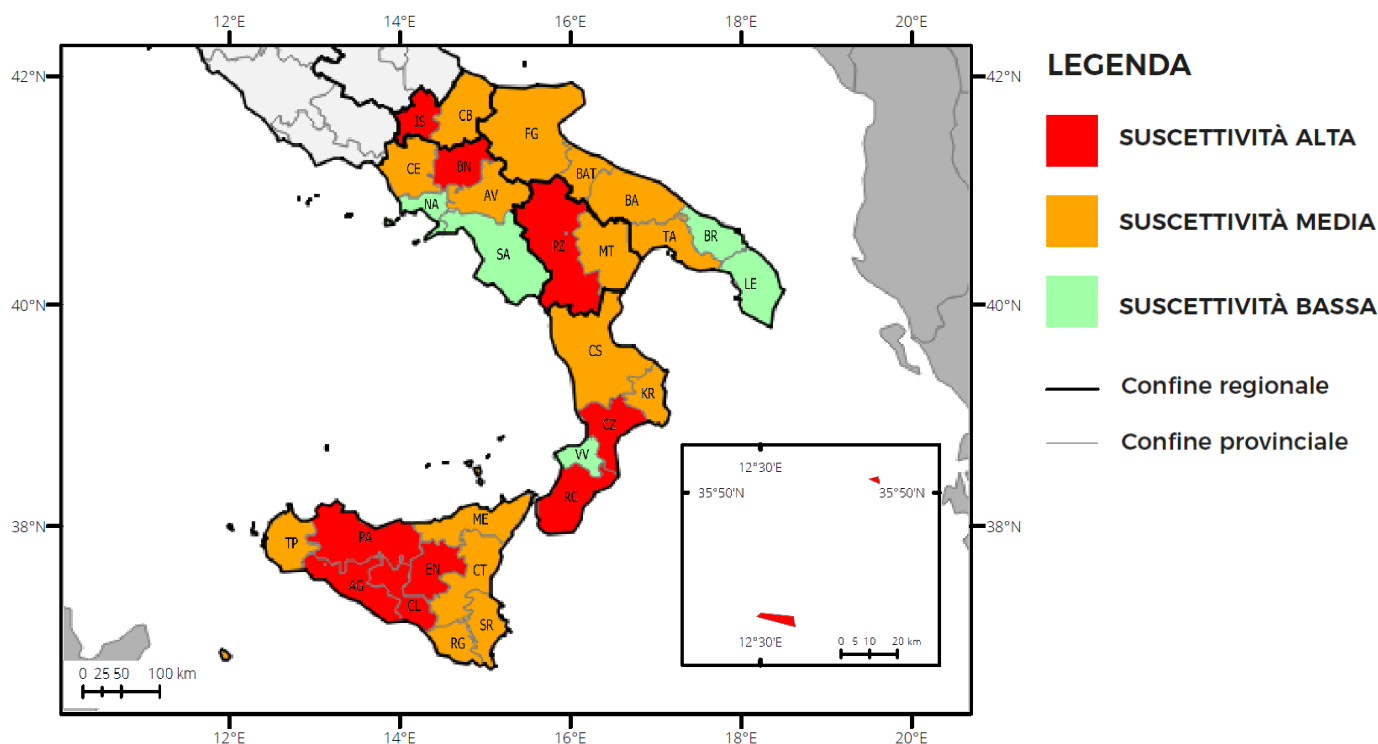 12°E 14°E 16°E 18°E 20°E
42°N 42°N
40°N 40°N
38°N 38°N
IS CB FG
CE BN BAT
NA AV BA
SA PZ MT TA BR
LE
CS
KR
CZ
VV
RC
ME
TP PA
EN CT
AG
CL
SR
RG
12°30'E
35°50'N 35°50'N
12°30'E
0 5 10 20 km
0 25 50 100 km
12°E 14°E 16°E 18°E 20°E
LEGENDA
SUSCETTIVITÀ ALTA
SUSCETTIVITÀ MEDIA
SUSCETTIVITÀ BASSA
Confine regionale
Confine provinciale